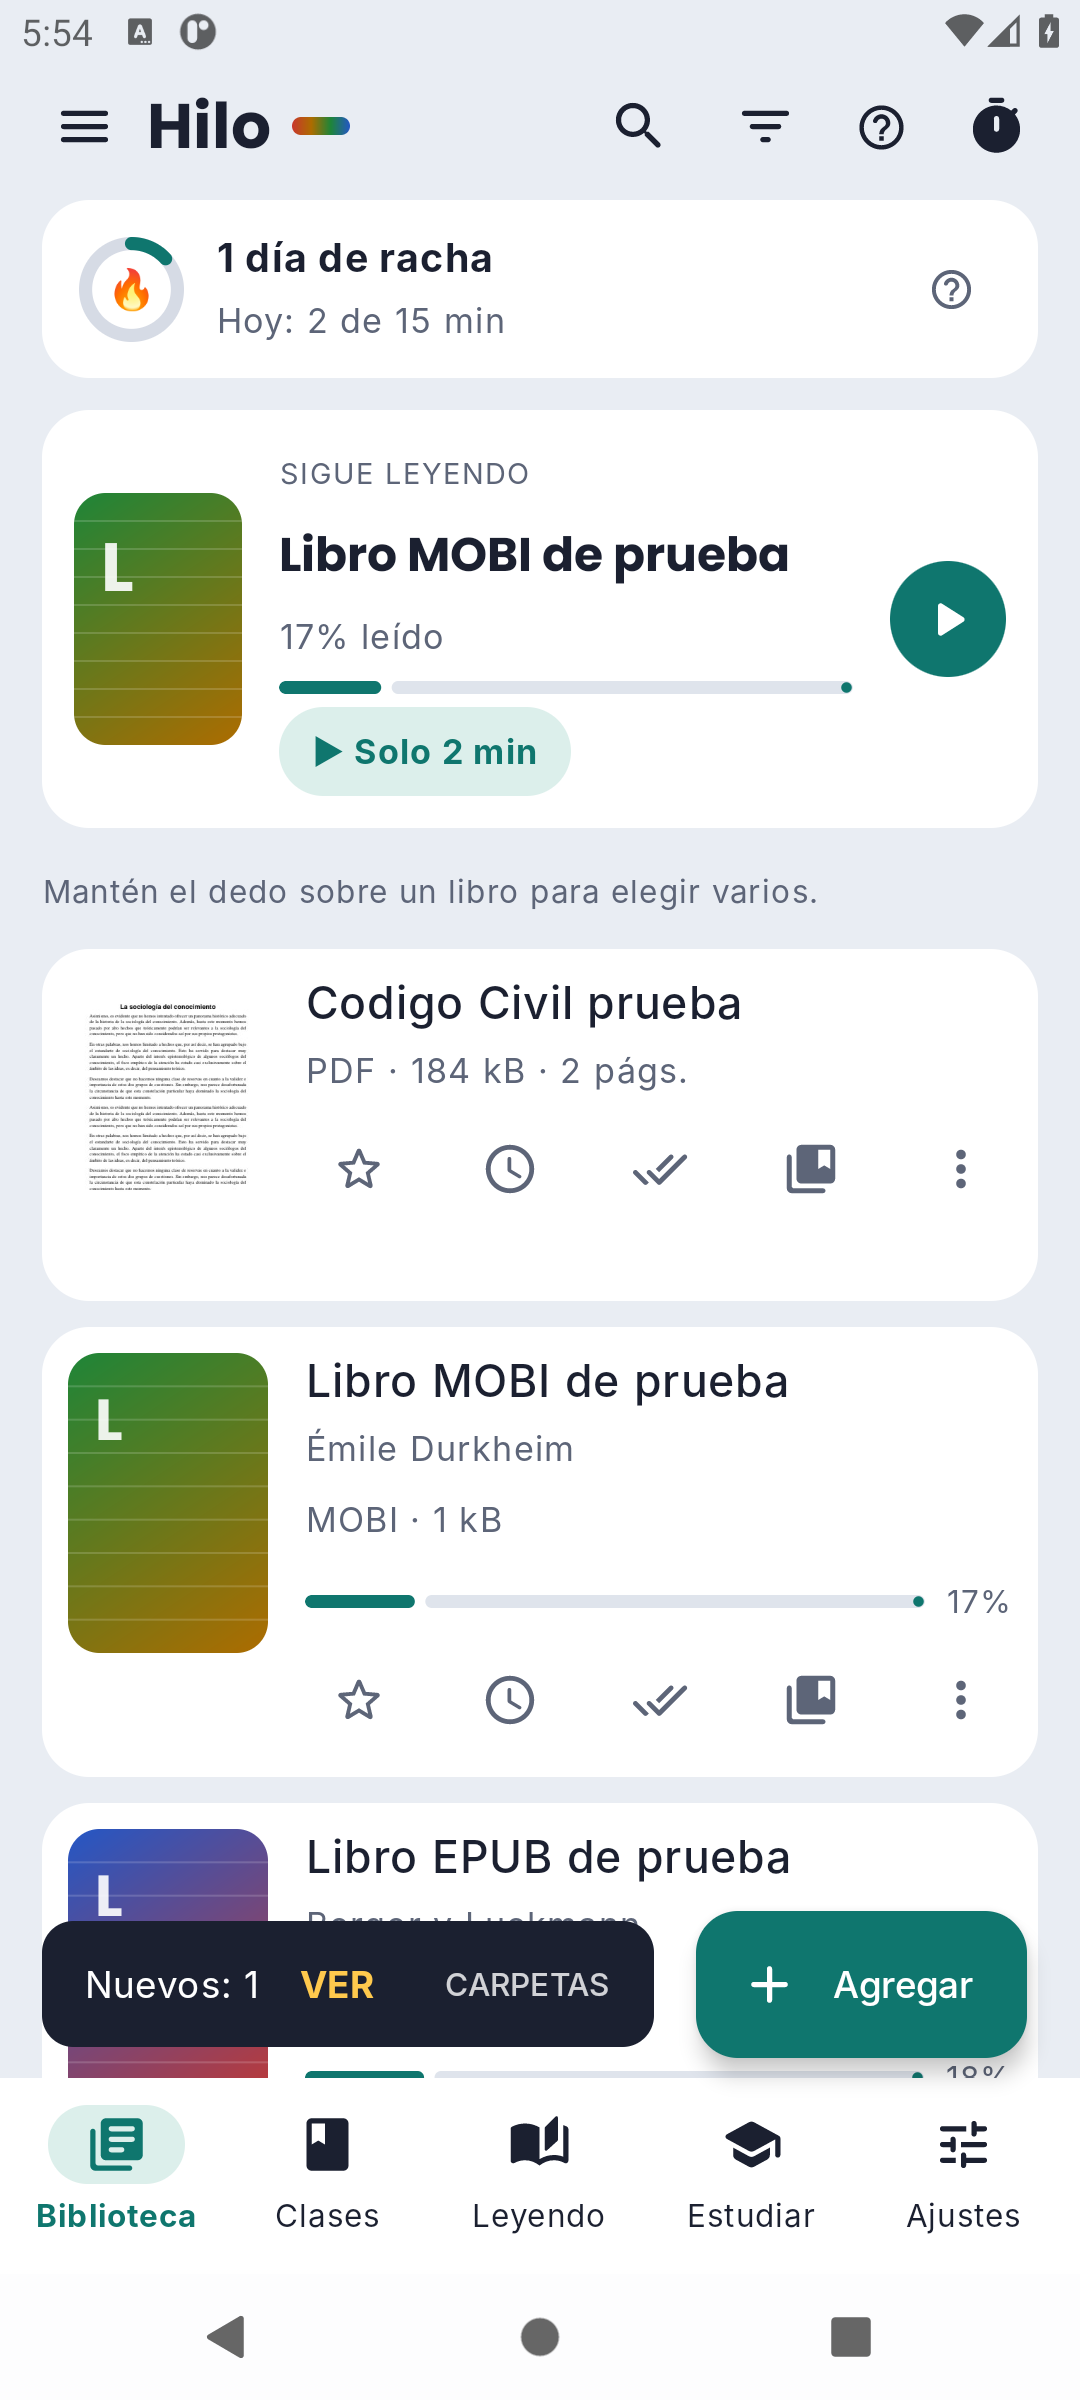 5:54
Hilo
1 día de racha
Hoy: 2 de 15 min
SIGUE LEYENDO
L
Libro MOBI de prueba
17% leído
Solo 2 min
Mantén el dedo sobre un libro para elegir varios.
La sociología del conocimiento
Codigo Civil prueba
PDF · 184 kB · 2 págs.
L
Libro MOBI de prueba
Émile Durkheim
MOBI · 1 kB
17%
L
Libro EPUB de prueba
Berger y Luckmann
Nuevos: 1 VER CARPETAS
Agregar
18%
Biblioteca Clases Leyendo Estudiar Ajustes